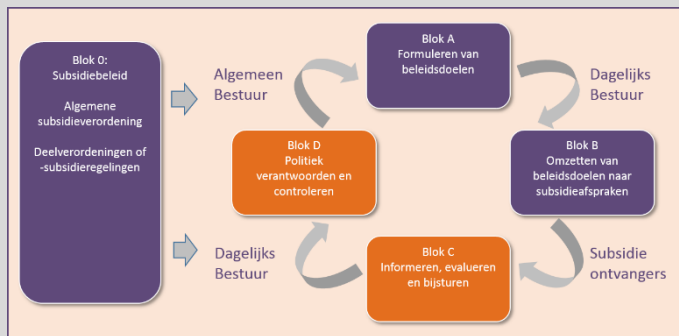 Blok 0:
Subsidiebeleid
Algemene
subsidieverordening
Deelverordeningen of
-subsidieregelingen
Algemeen
Bestuur
Blok A
Formuleren van
beleidsdoelen
Dagelijks
Bestuur
Blok D
Politiek
verantwoorden en
controleren
Blok B
Omzetten van
beleidsdoelen naar
subsidieafspraken
Dagelijks
Bestuur
Blok C
Informeren, evalueren
en bijsturen
Subsidie
ontvangers